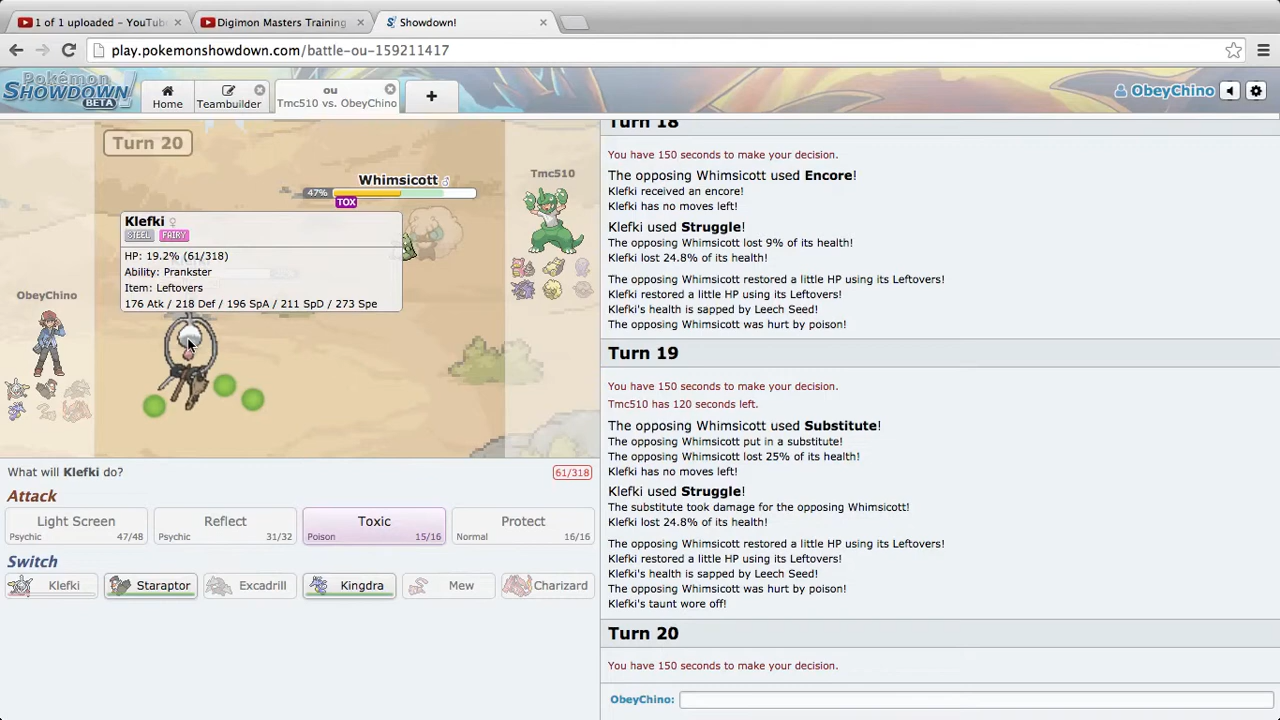 1 of 1 uploaded - YouTub
Digimon Masters Training
Showdown!
play.pokemonshowdown.com/battle-ou-159211417
Pokémon
SHOWDOWN
BETA
Home
Teambuilder
ou
Tmc510 vs. ObeyChino
ObeyChino
Turn 20
Whimsicott
47%
TOX
Tmc510
Klefki
STEEL FAIRY
HP: 19.2% (61/318)
Ability: Prankster
Item: Leftovers
176 Atk / 218 Def / 196 SpA / 211 SpD / 273 Spe
ObeyChino
What will Klefki do?
61/318
Attack
Light Screen
Psychic 47/48
Reflect
Psychic 31/32
Toxic
Poison 15/16
Protect
Normal 16/16
Switch
Klefki
Staraptor
Excadrill
Kingdra
Mew
Charizard
Turn 18
You have 150 seconds to make your decision.
The opposing Whimsicott used Encore!
Klefki received an encore!
Klefki has no moves left!
Klefki used Struggle!
The opposing Whimsicott lost 9% of its health!
Klefki lost 24.8% of its health!
The opposing Whimsicott restored a little HP using its Leftovers!
Klefki restored a little HP using its Leftovers!
Klefki's health is sapped by Leech Seed!
The opposing Whimsicott was hurt by poison!
Turn 19
You have 150 seconds to make your decision.
Tmc510 has 120 seconds left.
The opposing Whimsicott used Substitute!
The opposing Whimsicott put in a substitute!
The opposing Whimsicott lost 25% of its health!
Klefki has no moves left!
Klefki used Struggle!
The substitute took damage for the opposing Whimsicott!
Klefki lost 24.8% of its health!
The opposing Whimsicott restored a little HP using its Leftovers!
Klefki restored a little HP using its Leftovers!
Klefki's health is sapped by Leech Seed!
The opposing Whimsicott was hurt by poison!
Klefki's taunt wore off!
Turn 20
You have 150 seconds to make your decision.
ObeyChino: